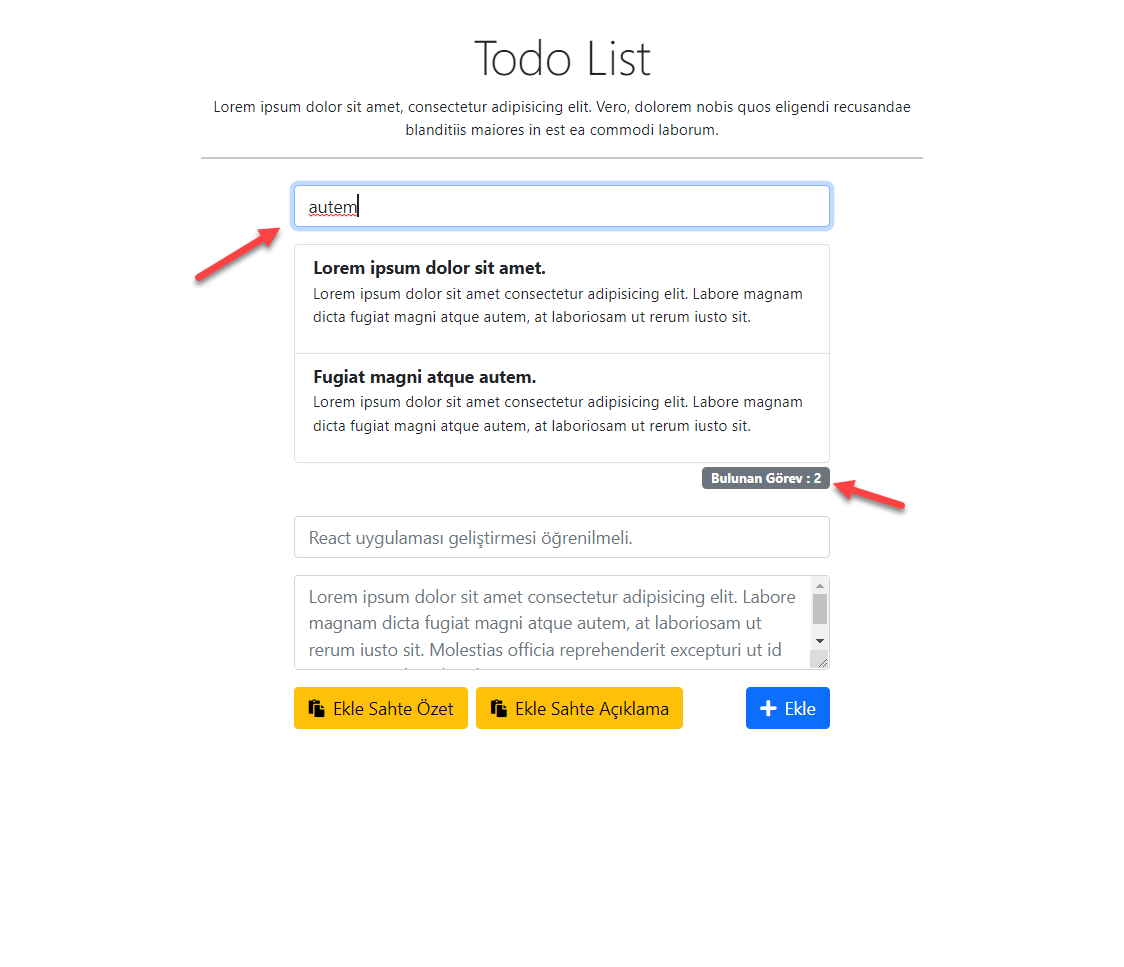 Todo List
Lorem ipsum dolor sit amet, consectetur adipisicing elit. Vero, dolorem nobis quos eligendi recusandae
blanditiis maiores in est ea commodi laborum.
autem
Lorem ipsum dolor sit amet.
Lorem ipsum dolor sit amet consectetur adipisicing elit. Labore magnam
dicta fugiat magni atque autem, at laboriosam ut rerum iusto sit.
Fugiat magni atque autem.
Lorem ipsum dolor sit amet consectetur adipisicing elit. Labore magnam
dicta fugiat magni atque autem, at laboriosam ut rerum iusto sit.
Bulunan Görev : 2
React uygulaması geliştirmesi öğrenilmeli.
Lorem ipsum dolor sit amet consectetur adipisicing elit. Labore
magnam dicta fugiat magni atque autem, at laboriosam ut
rerum iusto sit. Molestias officia reprehenderit excepturi ut id
Ekle Sahte Özet
Ekle Sahte Açıklama
Ekle